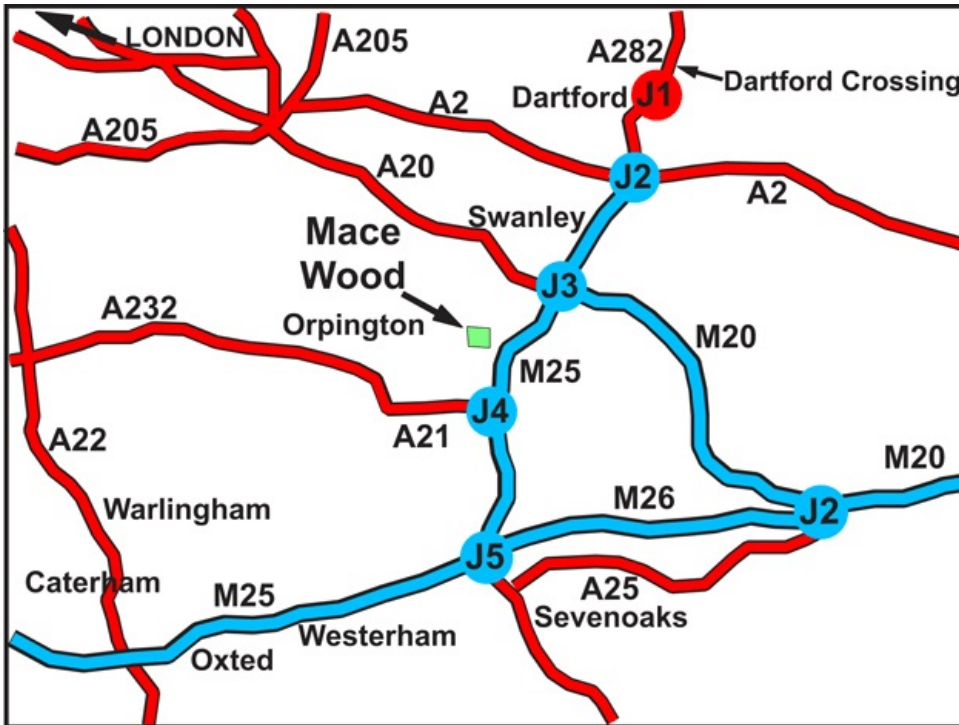 LONDON
A205
A282
J1
Dartford
Dartford Crossing
A2
A205
A20
J2
A2
Swanley
Mace
Wood
J3
A232
Orpington
M20
M25
J4
A21
A22
M20
M26
Warlingham
J2
J5
Caterham
M25
A25
Sevenoaks
Westerham
Oxted